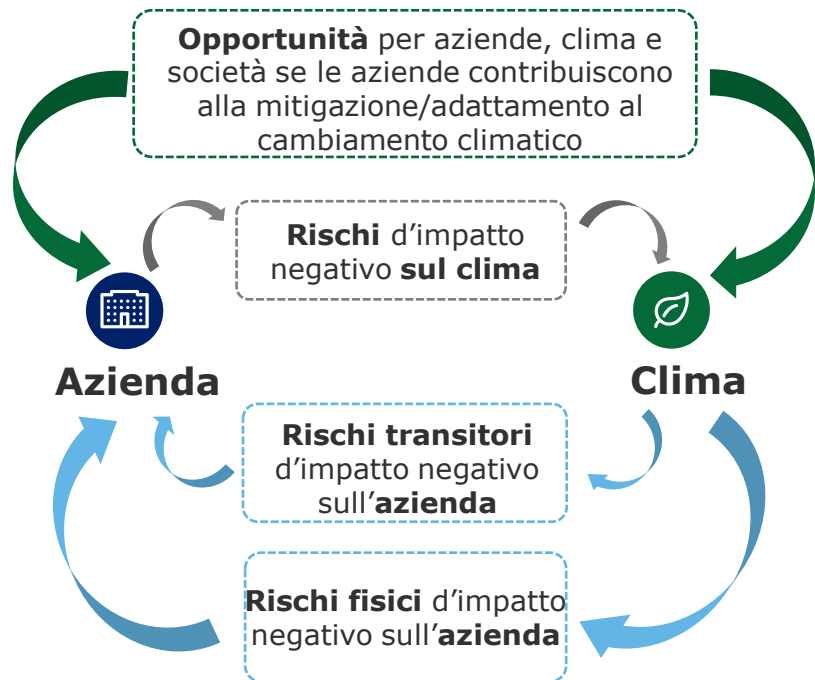 Opportunità per aziende, clima e
società se le aziende contribuiscono
alla mitigazione/adattamento al
cambiamento climatico
Rischi d’impatto
negativo sul clima
Azienda
Clima
Rischi transitori
d’impatto negativo
sull’azienda
Rischi fisici d’impatto
negativo sull’azienda